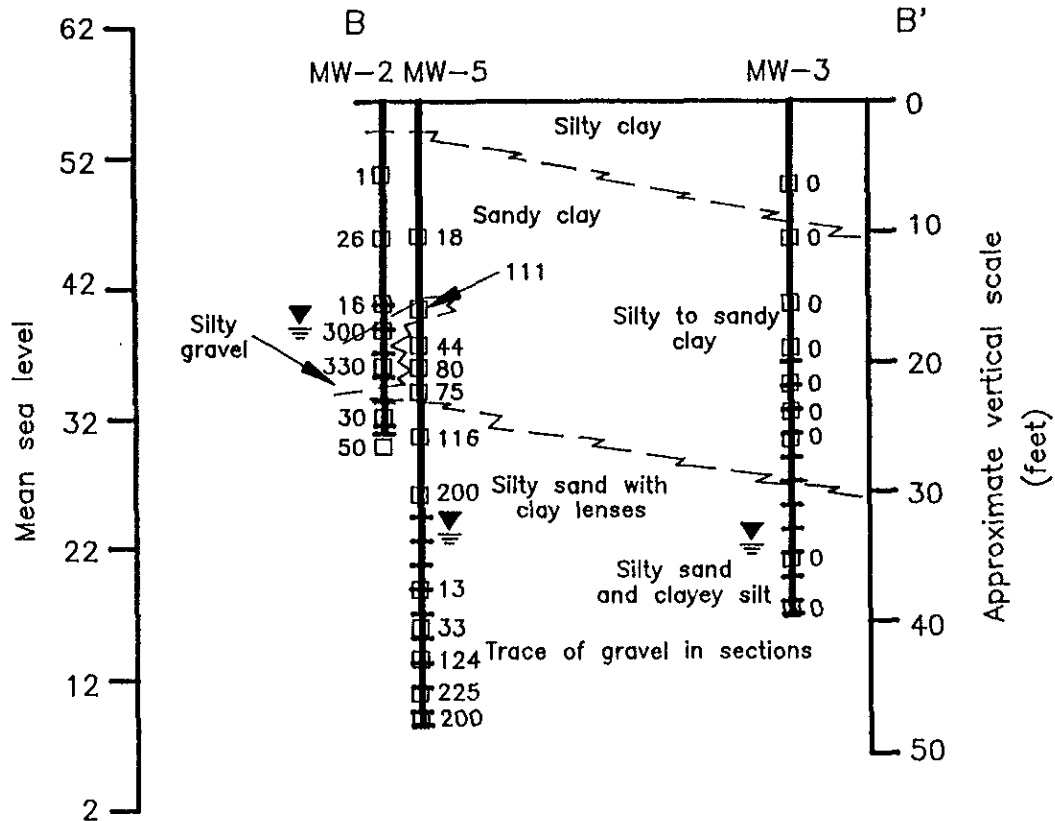 62
52
42
32
22
12
2
Mean sea level
B
B'
MW-2
MW-5
MW-3
0
10
20
30
40
50
Approximate vertical scale
(feet)
Silty clay
Sandy clay
Silty to sandy
clay
Silty
gravel
Silty sand with
clay lenses
Silty sand
and clayey silt
Trace of gravel in sections
1
26
16
300
330
30
50
18
111
44
80
75
116
200
13
33
124
225
200
0
0
0
0
0
0
0
0
0